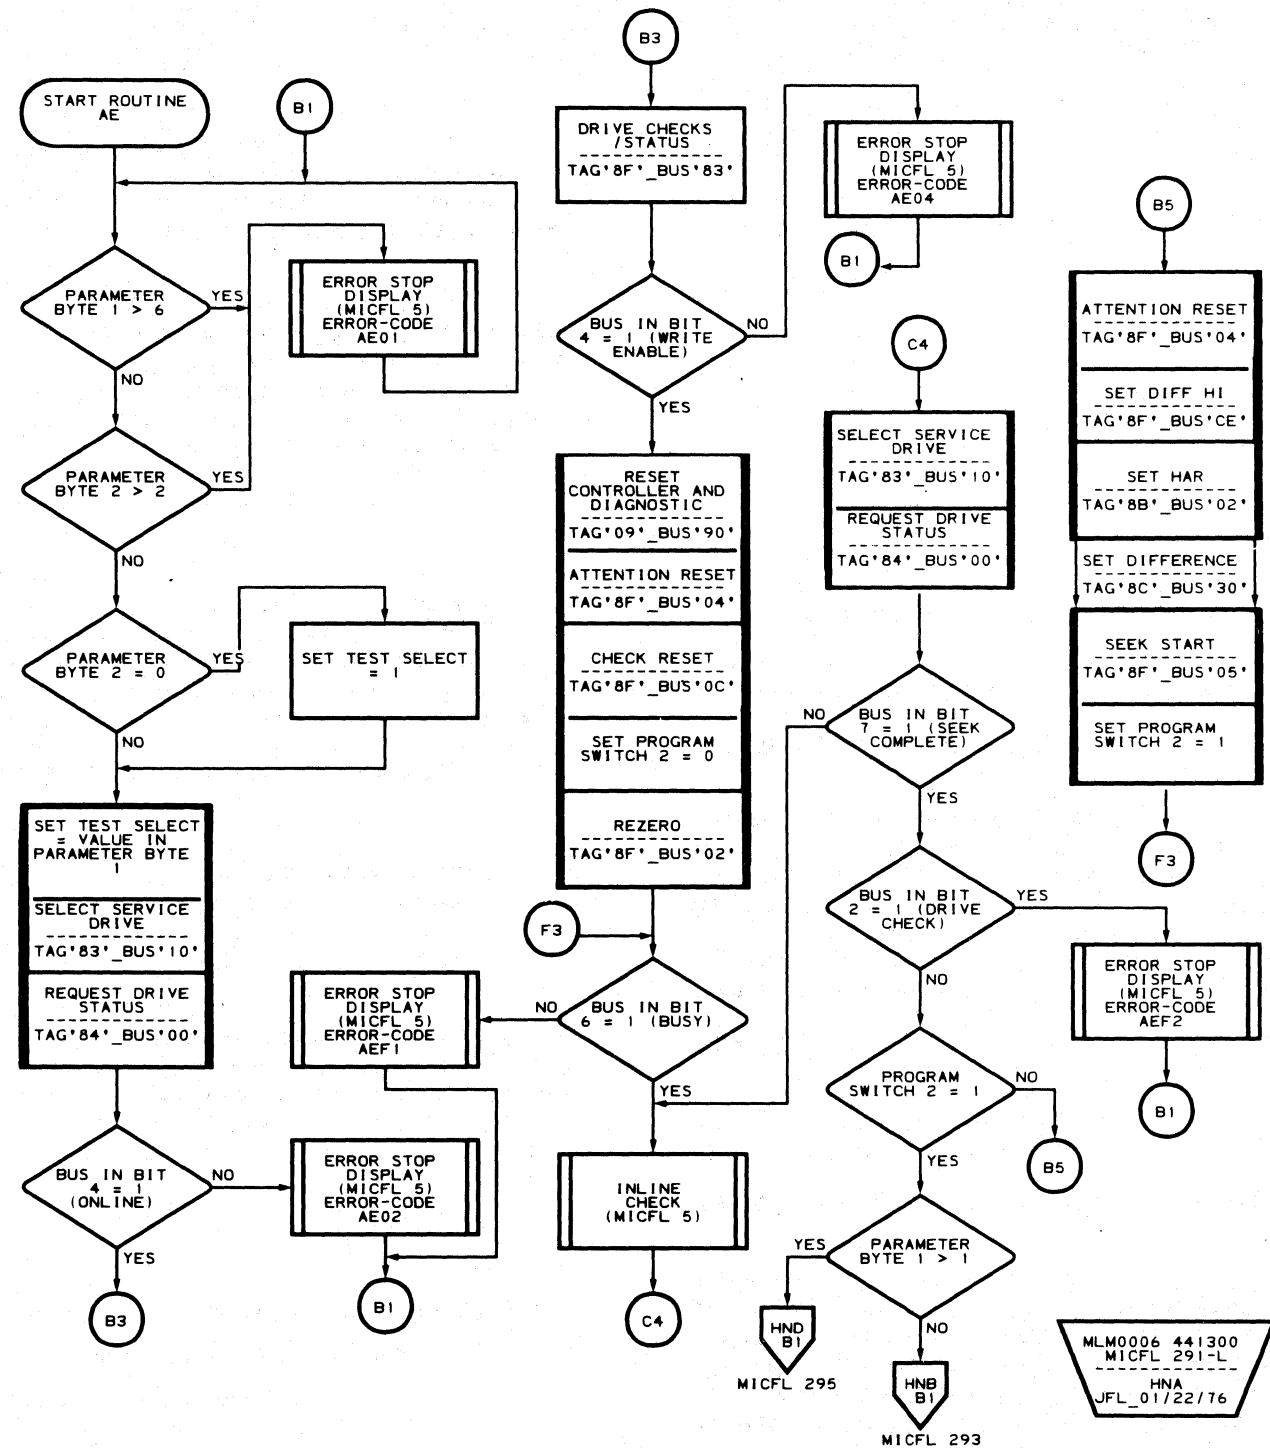 START ROUTINE
AE
B1
PARAMETER
BYTE 1 > 6
YES
NO
ERROR STOP
DISPLAY
(MICFL 5)
ERROR-CODE
AE01
PARAMETER
BYTE 2 > 2
YES
NO
PARAMETER
BYTE 2 = 0
YES
NO
SET TEST SELECT
= 1
SET TEST SELECT
= VALUE IN
PARAMETER BYTE
1
SELECT SERVICE
DRIVE
TAG'83'_BUS'10'
REQUEST DRIVE
STATUS
TAG'84'_BUS'00'
BUS IN BIT
4 = 1
(ONLINE)
NO
YES
B3
ERROR STOP
DISPLAY
(MICFL 5)
ERROR-CODE
AEF1
ERROR STOP
DISPLAY
(MICFL 5)
ERROR-CODE
AE02
B1
B3
DRIVE CHECKS
/STATUS
TAG'8F'_BUS'83'
BUS IN BIT
4 = 1 (WRITE
ENABLE)
NO
YES
RESET
CONTROLLER AND
DIAGNOSTIC
TAG'09'_BUS'90'
ATTENTION RESET
TAG'8F'_BUS'04'
CHECK RESET
TAG'8F'_BUS'0C'
SET PROGRAM
SWITCH 2 = 0
REZERO
TAG'8F'_BUS'02'
F3
BUS IN BIT
6 = 1 (BUSY)
NO
YES
INLINE
CHECK
(MICFL 5)
C4
ERROR STOP
DISPLAY
(MICFL 5)
ERROR-CODE
AE04
B1
C4
SELECT SERVICE
DRIVE
TAG'83'_BUS'10'
REQUEST DRIVE
STATUS
TAG'84'_BUS'00'
BUS IN BIT
7 = 1 (SEEK
COMPLETE)
NO
YES
BUS IN BIT
2 = 1 (DRIVE
CHECK)
YES
NO
PROGRAM
SWITCH 2 = 1
NO
YES
B5
PARAMETER
BYTE 1 > 1
YES
NO
HND
B1
MICFL 295
HNB
B1
MICFL 293
B5
ATTENTION RESET
TAG'8F'_BUS'04'
SET DIFF HI
TAG'8F'_BUS'CE'
SET HAR
TAG'8B'_BUS'02'
SET DIFFERENCE
TAG'8C'_BUS'30'
SEEK START
TAG'8F'_BUS'05'
SET PROGRAM
SWITCH 2 = 1
F3
ERROR STOP
DISPLAY
(MICFL 5)
ERROR-CODE
AEF2
B1
MLM0006 441300
MICFL 291-L
HNA
JFL_01/22/76